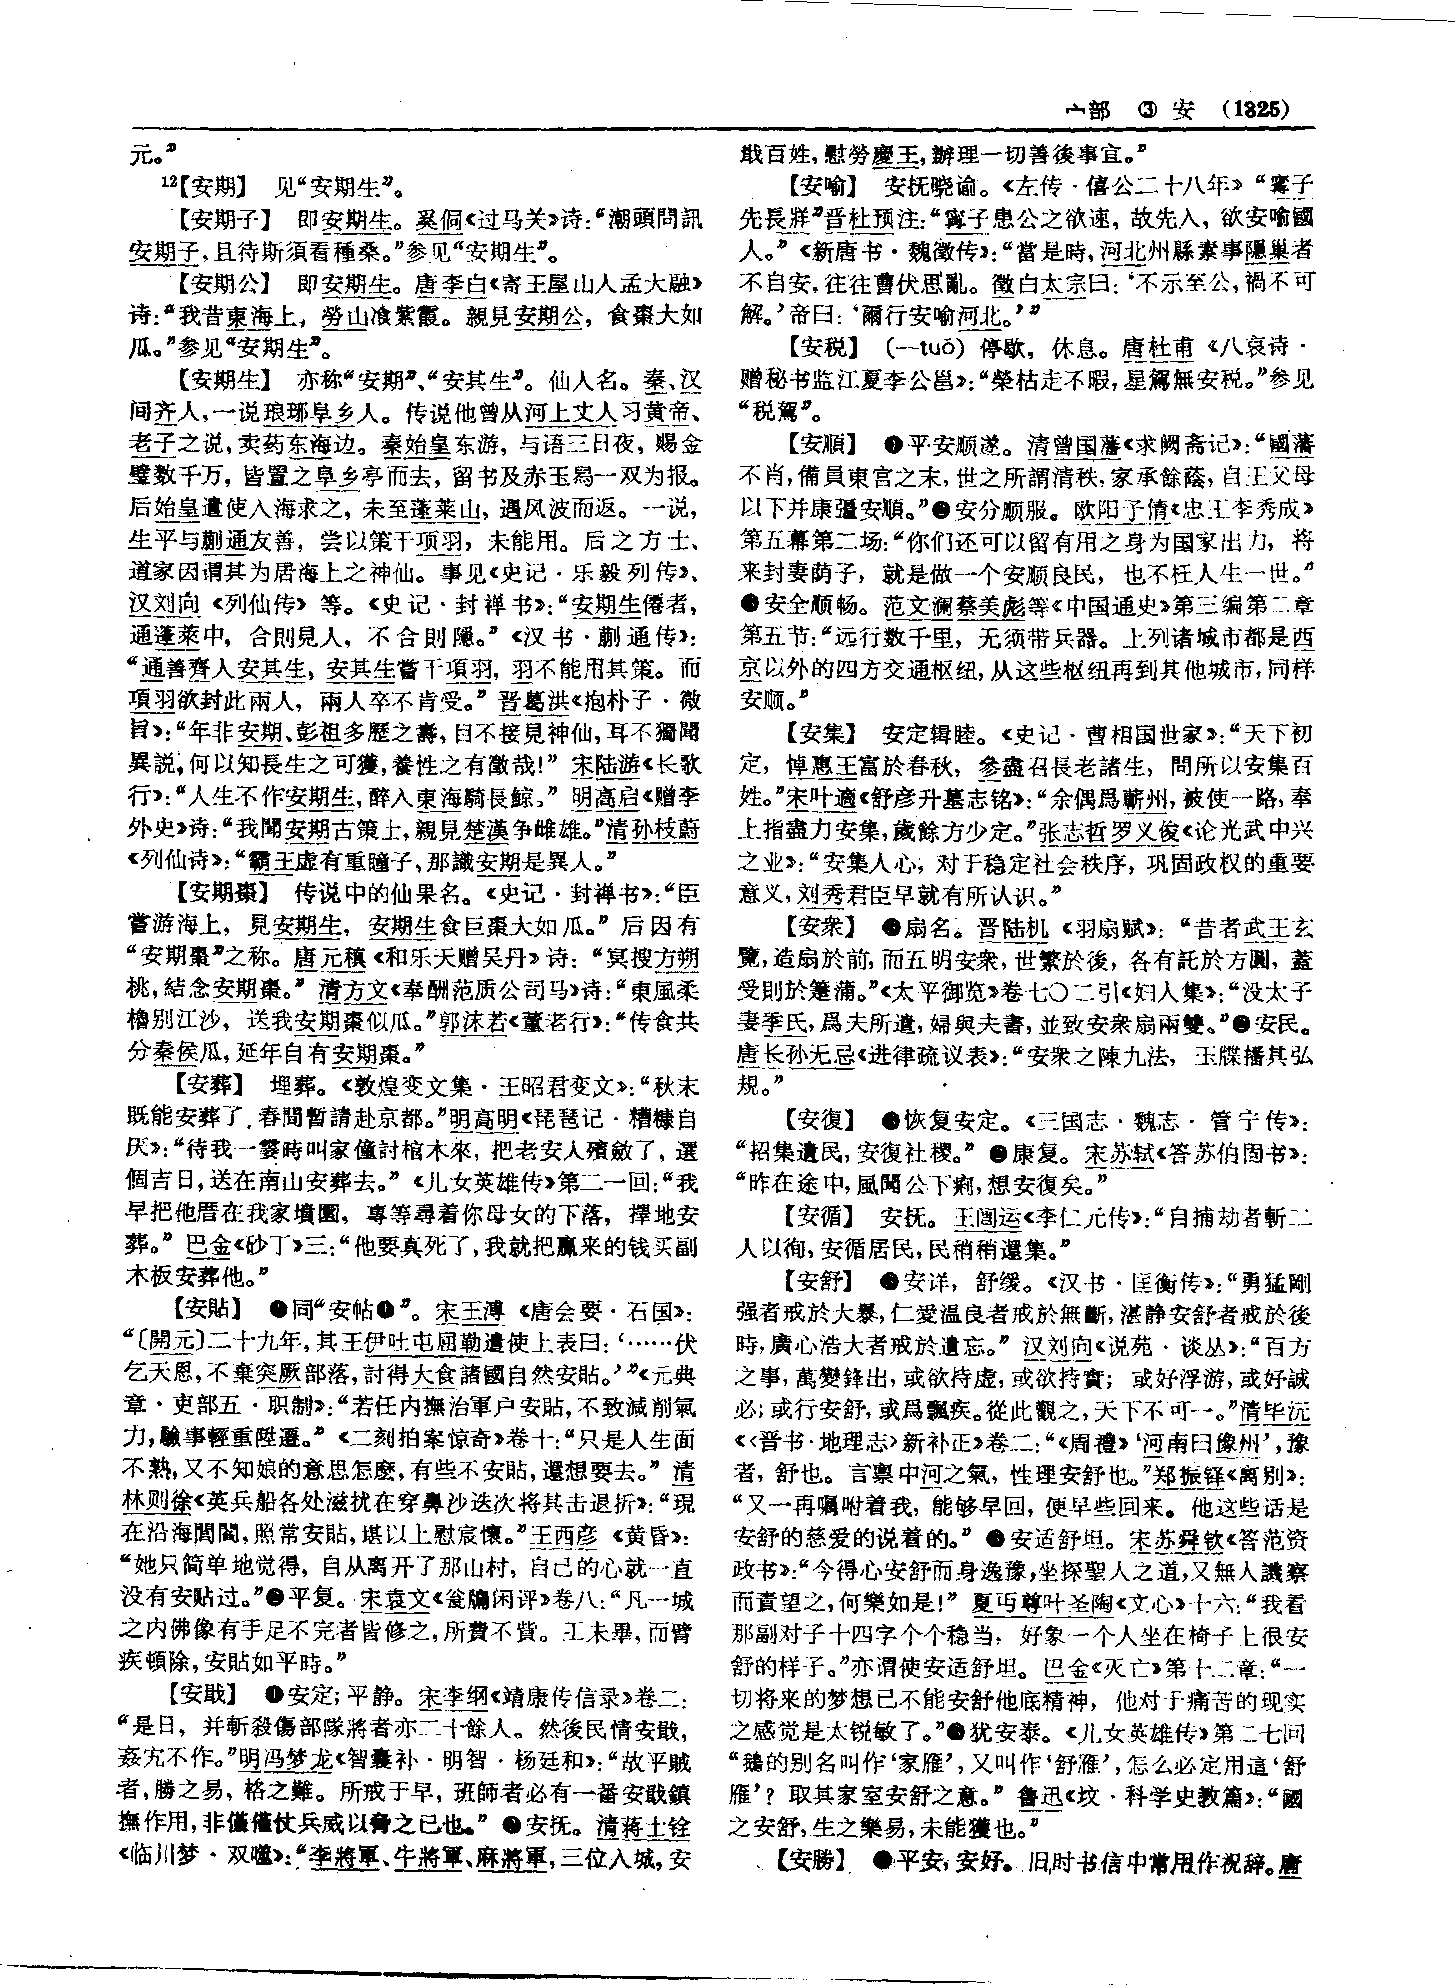 宀部 ③ 安 (1325)
元。”
12【安期】 见“安期生”。
【安期子】 即安期生。奚侗《过马关》诗：“潮頭問訊
安期子，且待斯須看種桑。”参见“安期生”。
【安期公】 即安期生。唐李白《寄王屋山人孟大融》
诗：“我昔東海上，勞山飡紫霞。親見安期公，食棗大如
瓜。”参见“安期生”。
【安期生】 亦称“安期”、“安其生”。仙人名。秦、汉
间齐人，一说琅琊阜乡人。传说他曾从河上丈人习黄帝、
老子之说，卖药东海边。秦始皇东游，与语三日夜，赐金
璧数千万，皆置之阜乡亭而去，留书及赤玉舄一双为报。
后始皇遣使入海求之，未至蓬莱山，遇风波而返。一说，
生平与蒯通友善，尝以策干项羽，未能用。后之方士、
道家因谓其为居海上之神仙。事见《史记·乐毅列传》、
汉刘向《列仙传》等。《史记·封禅书》：“安期生僊者，
通蓬萊中，合則見人，不合則隱。”《汉书·蒯通传》：
“通善齊人安其生，安其生嘗干項羽，羽不能用其策。而
項羽欲封此兩人，兩人卒不肯受。”晋葛洪《抱朴子·微
旨》：“年非安期、彭祖多歷之壽，目不接見神仙，耳不獨聞
異説，何以知長生之可獲，養性之有徵哉！”宋陆游《长歌
行》：“人生不作安期生，醉入東海騎長鯨。”明高启《赠李
外史》诗：“我聞安期古策士，親見楚漢争雌雄。”清孙枝蔚
《列仙诗》：“霸王虚有重瞳子，那識安期是異人。”
【安期棗】 传说中的仙果名。《史记·封禅书》：“臣
嘗游海上，見安期生，安期生食巨棗大如瓜。”后因有
“安期棗”之称。唐元稹《和乐天赠吴丹》诗：“冥搜方朔
桃，結念安期棗。”清方文《奉酬范质公司马》诗：“東風柔
櫓别江沙，送我安期棗似瓜。”郭沫若《董老行》：“传食共
分秦侯瓜，延年自有安期棗。”
【安葬】 埋葬。《敦煌变文集·王昭君变文》：“秋末
既能安葬了，春間暫請赴京都。”明高明《琵琶记·糟糠自
厌》：“待我一霎時叫家僮討棺木來，把老安人殯斂了，選
個吉日，送在南山安葬去。”《儿女英雄传》第二一回：“我
早把他厝在我家墳園，專等尋着你母女的下落，擇地安
葬。”巴金《砂丁》三：“他要真死了，我就把赢来的钱买副
木板安葬他。”
【安貼】 ❶同“安帖❶”。宋王溥《唐会要·石国》：
“〔開元〕二十九年，其王伊吐屯屈勒遣使上表曰：‘……伏
乞天恩，不棄突厥部落，討得大食諸國自然安貼。’”《元典
章·吏部五·职制》：“若任内撫治軍户安貼，不致減削氣
力，驗事輕重陞遷。”《二刻拍案惊奇》卷十：“只是人生面
不熟，又不知娘的意思怎麽，有些不安貼，還想要去。”清
林则徐《英兵船各处滋扰在穿鼻沙迭次将其击退折》：“現
在沿海閭閻，照常安貼，堪以上慰宸懷。”王西彦《黄昏》：
“她只简单地觉得，自从离开了那山村，自己的心就一直
没有安贴过。”❷平复。宋袁文《瓮牖闲评》卷八：“凡一城
之内佛像有手足不完者皆修之，所費不貲。工未畢，而臂
疾頓除，安貼如平時。”
【安戢】 ❶安定；平静。宋李纲《靖康传信录》卷二：
“是日，并斬殺傷部隊將者亦二十餘人。然後民情安戢，
姦宄不作。”明冯梦龙《智囊补·明智·杨廷和》：“故平賊
者，勝之易，格之難。所戒于早，班師者必有一番安戢鎮
撫作用，非僅僅仗兵威以脅之已也。”❷安抚。清蒋士铨
《临川梦·双噬》：“李將軍、牛將軍、麻將軍，三位入城，安
戢百姓，慰勞慶王，辦理一切善後事宜。”
【安喻】 安抚晓谕。《左传·僖公二十八年》“寗子
先長牂”晋杜预注：“寗子患公之欲速，故先入，欲安喻國
人。”《新唐书·魏徵传》：“當是時，河北州縣素事隱巢者
不自安，往往曹伏思亂。徵白太宗曰：‘不示至公，禍不可
解。’帝曰：‘爾行安喻河北。’”
【安税】 （—tuō）停歇，休息。唐杜甫《八哀诗·
赠秘书监江夏李公邕》：“榮枯走不暇，星駕無安税。”参见
“税駕”。
【安順】 ❶平安顺遂。清曾国藩《求阙斋记》：“國藩
不肖，備員東宫之末，世之所謂清秩，家承餘蔭，自王父母
以下并康彊安順。”❷安分顺服。欧阳予倩《忠王李秀成》
第五幕第二场：“你们还可以留有用之身为国家出力，将
来封妻荫子，就是做一个安顺良民，也不枉人生一世。”
❸安全顺畅。范文澜蔡美彪等《中国通史》第三编第二章
第五节：“远行数千里，无须带兵器。上列诸城市都是西
京以外的四方交通枢纽，从这些枢纽再到其他城市，同样
安顺。”
【安集】 安定辑睦。《史记·曹相国世家》：“天下初
定，悼惠王富於春秋，參盡召長老諸生，問所以安集百
姓。”宋叶適《舒彦升墓志铭》：“余偶爲蘄州，被使一路，奉
上指盡力安集，歲餘方少定。”张志哲罗义俊《论光武中兴
之业》：“安集人心，对于稳定社会秩序，巩固政权的重要
意义，刘秀君臣早就有所认识。”
【安衆】 ❶扇名。晋陆机《羽扇赋》：“昔者武王玄
覽，造扇於前，而五明安衆，世繁於後，各有託於方圓，蓋
受則於箑蒲。”《太平御览》卷七〇二引《妇人集》：“没太子
妻季氏，爲夫所遣，婦與夫書，並致安衆扇兩雙。”❷安民。
唐长孙无忌《进律疏议表》：“安衆之陳九法，玉牒播其弘
規。”
【安復】 ❶恢复安定。《三国志·魏志·管宁传》：
“招集遺民，安復社稷。”❷康复。宋苏轼《答苏伯固书》：
“昨在途中，風聞公下痢，想安復矣。”
【安循】 安抚。王闿运《李仁元传》：“自捕劫者斬二
人以徇，安循居民，民稍稍還集。”
【安舒】 ❶安详，舒缓。《汉书·匡衡传》：“勇猛剛
强者戒於大暴，仁愛温良者戒於無斷，湛静安舒者戒於後
時，廣心浩大者戒於遺忘。”汉刘向《说苑·谈丛》：“百方
之事，萬變鋒出，或欲持虚，或欲持實；或好浮游，或好誠
必；或行安舒，或爲飄疾。從此觀之，天下不可一。”清毕沅
《〈晋书·地理志〉新补正》卷二：“《周禮》‘河南曰豫州’，豫
者，舒也。言禀中河之氣，性理安舒也。”郑振铎《离别》：
“又一再嘱咐着我，能够早回，便早些回来。他这些话是
安舒的慈爱的说着的。”❷安适舒坦。宋苏舜钦《答范资
政书》：“今得心安舒而身逸豫，坐探聖人之道，又無人譏察
而責望之，何樂如是！”夏丏尊叶圣陶《文心》十六：“我看
那副对子十四字个个稳当，好象一个人坐在椅子上很安
舒的样子。”亦谓使安适舒坦。巴金《灭亡》第十二章：“一
切将来的梦想已不能安舒他底精神，他对于痛苦的现实
之感觉是太锐敏了。”❸犹安泰。《儿女英雄传》第二七回
“鵝的别名叫作‘家雁’，又叫作‘舒雁’，怎么必定用這‘舒
雁’？取其家室安舒之意。”鲁迅《坟·科学史教篇》：“國
之安舒，生之樂易，未能獲也。”
【安勝】 ❶平安；安好。旧时书信中常用作祝辞。唐